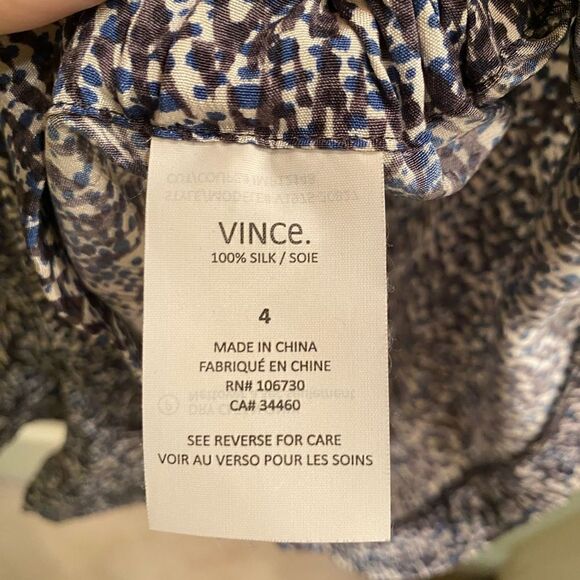 VINCe.
100% SILK / SOIE
4
MADE IN CHINA
FABRIQUÉ EN CHINE
RN# 106730
CA# 34460
SEE REVERSE FOR CARE
VOIR AU VERSO POUR LES SOINS